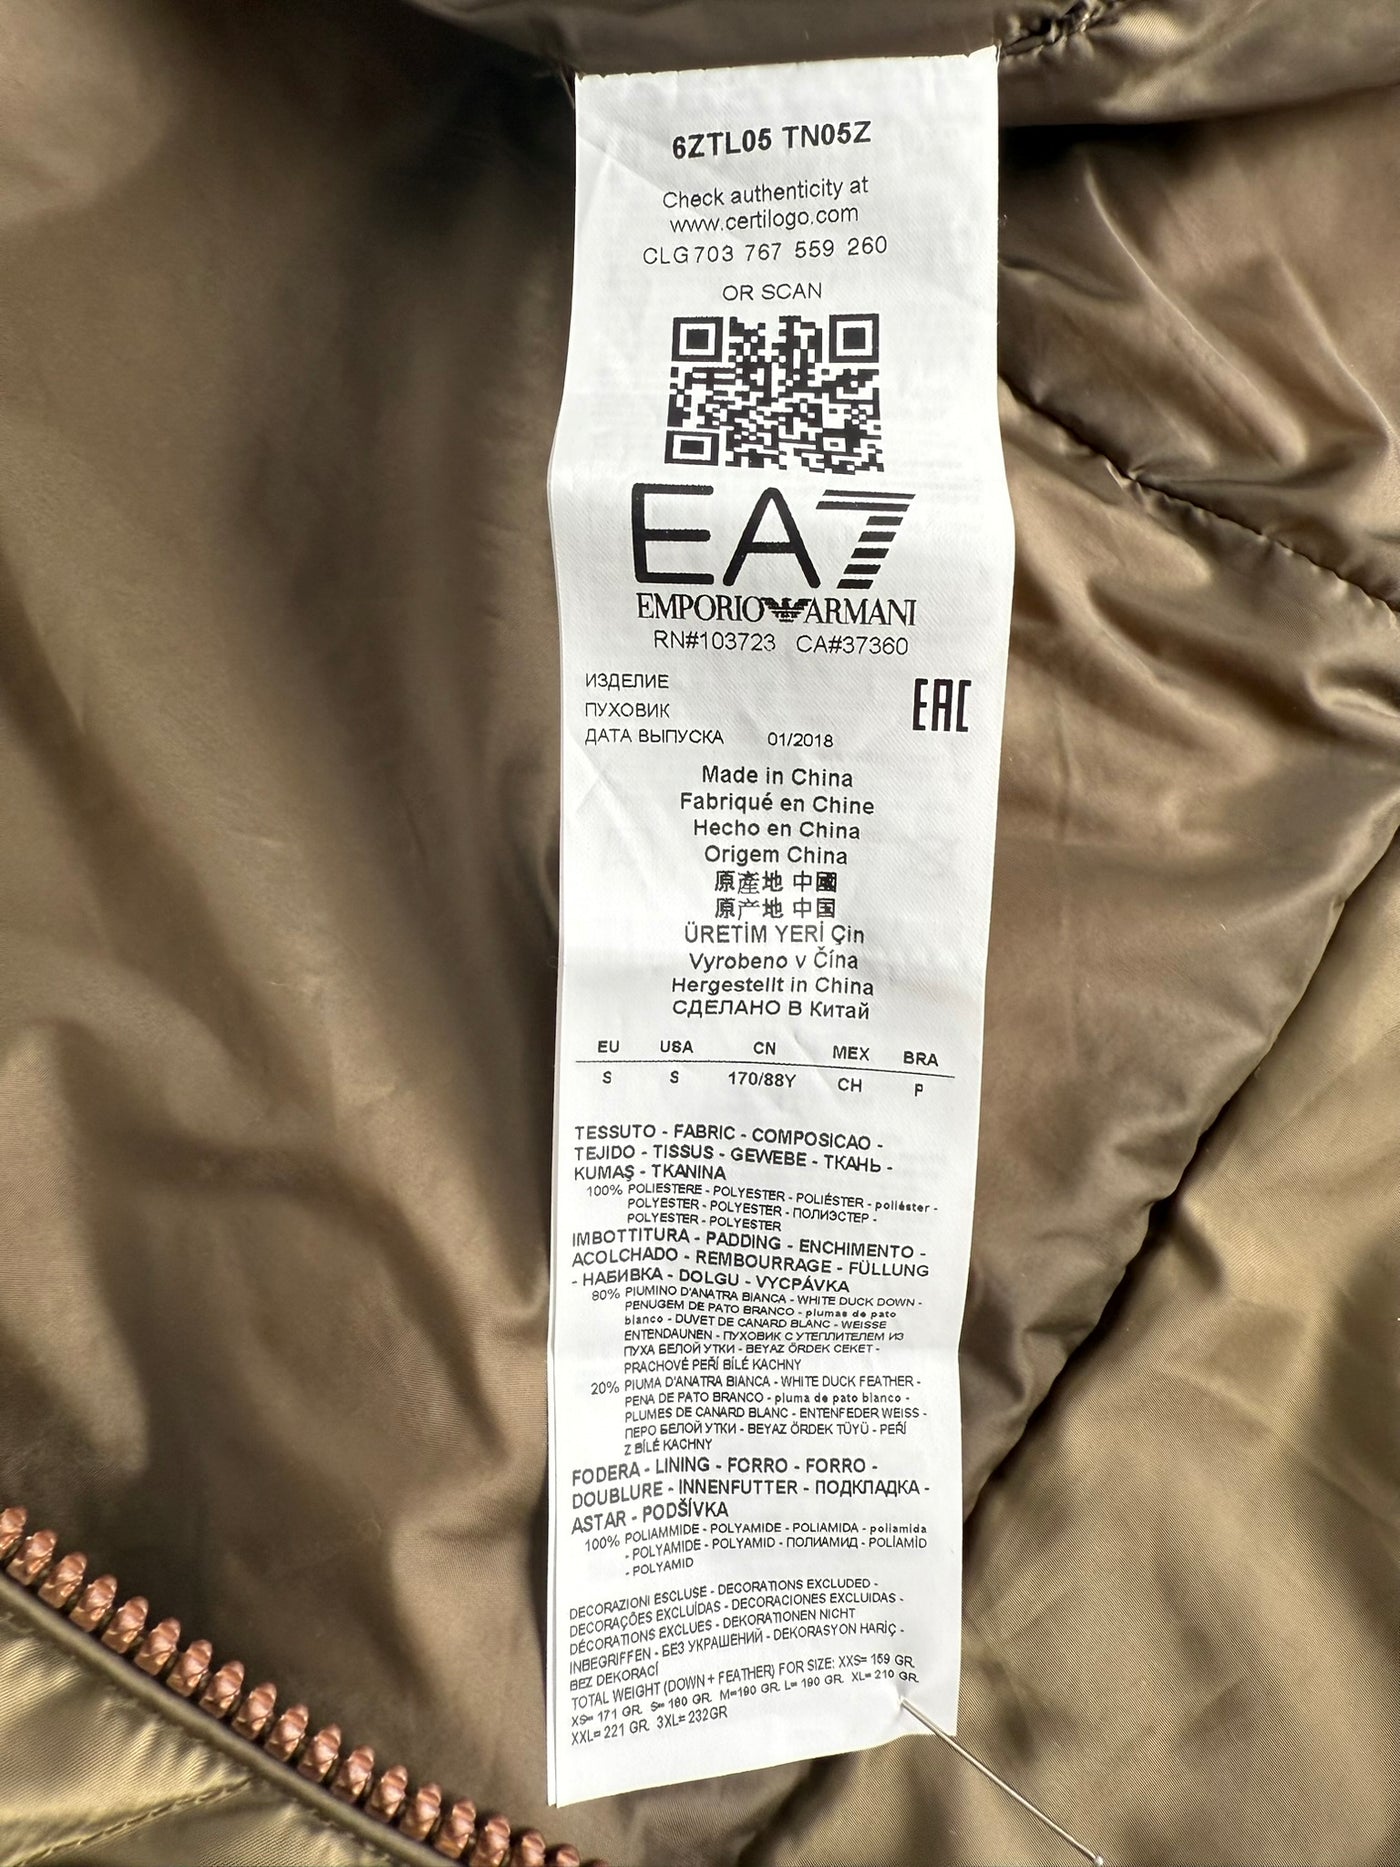 6ZTL05 TN05Z
Check authenticity at
www.certilogo.com
CLG703 767 559 260
OR SCAN
EA7
EMPORIO ARMANI
RN#103723 CA#37360
ИЗДЕЛИЕ
EAC
ПУХОВИК
ДАТА ВЫПУСКА 01/2018
Made in China
Fabriqué en Chine
Hecho en China
Origem China
原產地 中國
原产地 中国
ÜRETİM YERİ Çin
Vyrobeno v Čína
Hergestellt in China
СДЕЛАНО В Китай
EU USA CN MEX BRA
S S 170/88Y CH P
TESSUTO - FABRIC - COMPOSICAO -
TEJIDO - TISSUS - GEWEBE - ТКАНЬ -
KUMAŞ - TKANINA
100% POLIESTERE - POLYESTER - POLIÉSTER - poliéster -
POLYESTER - POLYESTER - ПОЛИЭСТЕР -
POLYESTER - POLYESTER
IMBOTTITURA - PADDING - ENCHIMENTO -
ACOLCHADO - REMBOURRAGE - FÜLLUNG
- НАБИВКА - DOLGU - VYCPÁVKA
80% PIUMINO D'ANATRA BIANCA - WHITE DUCK DOWN -
PENUGEM DE PATO BRANCO - plumas de pato
blanco - DUVET DE CANARD BLANC - WEISSE
ENTENDAUNEN - ПУХОВИК С УТЕПЛИТЕЛЕМ ИЗ
ПУХА БЕЛОЙ УТКИ - BEYAZ ÖRDEK CEKET -
PRACHOVÉ PEŘÍ BÍLÉ KACHNY
20% PIUMA D'ANATRA BIANCA - WHITE DUCK FEATHER -
PENA DE PATO BRANCO - pluma de pato blanco -
PLUMES DE CANARD BLANC - ENTENFEDER WEISS -
ПЕРО БЕЛОЙ УТКИ - BEYAZ ÖRDEK TÜYÜ - PEŘÍ
Z BÍLÉ KACHNY
FODERA - LINING - FORRO - FORRO -
DOUBLURE - INNENFUTTER - ПОДКЛАДКА -
ASTAR - PODŠÍVKA
100% POLIAMMIDE - POLYAMIDE - POLIAMIDA - poliamida
- POLYAMIDE - POLYAMID - ПОЛИАМИД - POLÍAMÍD
- POLYAMID
DECORAZIONI ESCLUSE - DECORATIONS EXCLUDED -
DECORAÇÕES EXCLUÍDAS - DECORACIONES EXCLUIDAS -
DÉCORATIONS EXCLUES - DEKORATIONEN NICHT
INBEGRIFFEN - БЕЗ УКРАШЕНИЙ - DEKORASYON HARİÇ -
BEZ DEKORACÍ
TOTAL WEIGHT (DOWN + FEATHER) FOR SIZE: XXS= 159 GR.
XS= 171 GR. S= 180 GR. M=190 GR. L= 190 GR. XL= 210 GR.
XXL= 221 GR. 3XL= 232GR